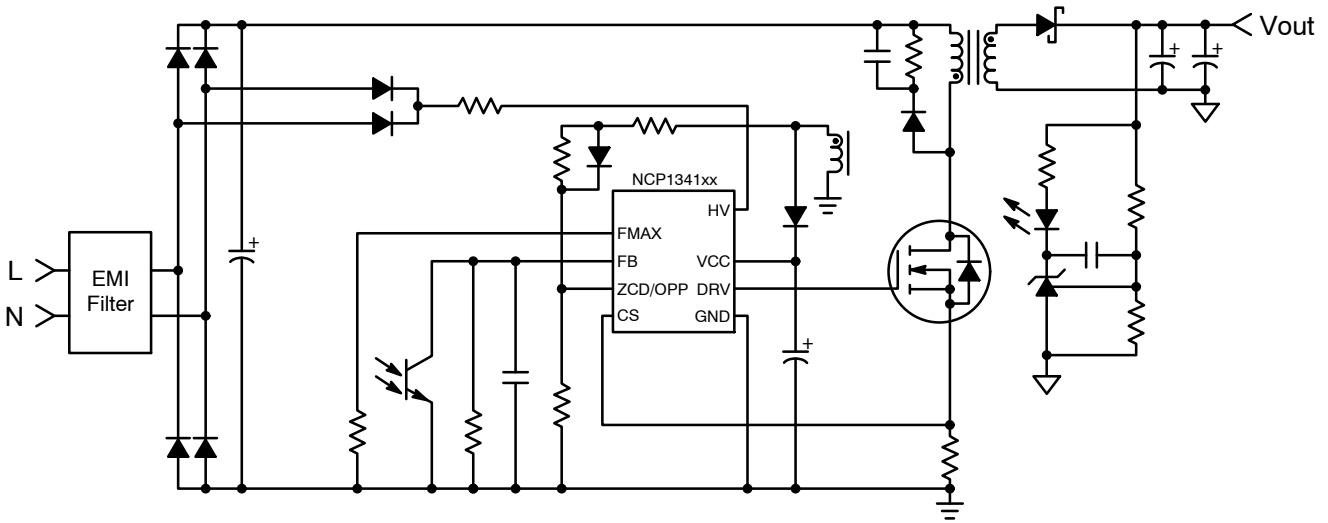 Vout
NCP1341xx
HV
FMAX
FB
VCC
ZCD/OPP
DRV
CS
GND
L
N
EMI
Filter
+
+
+
+